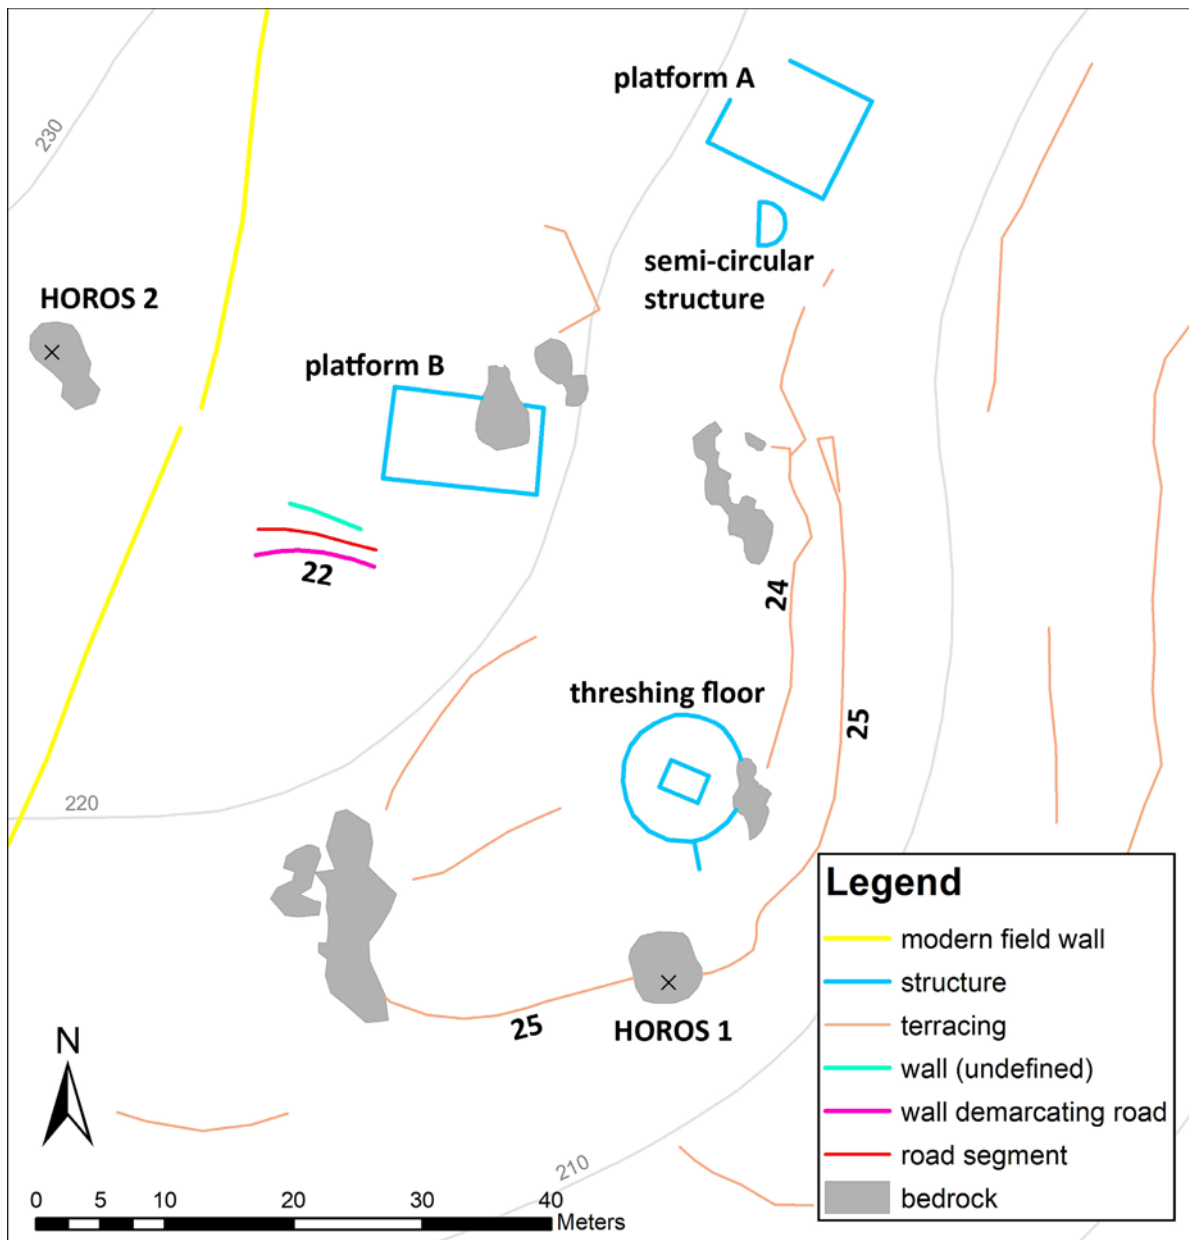 platform A
230
semi-circular
structure
HOROS 2
platform B
22
24
threshing floor
25
220
Legend
modern field wall
structure
terracing
wall (undefined)
wall demarcating road
road segment
bedrock
25
HOROS 1
N
210
0 5 10 20 30 40
Meters